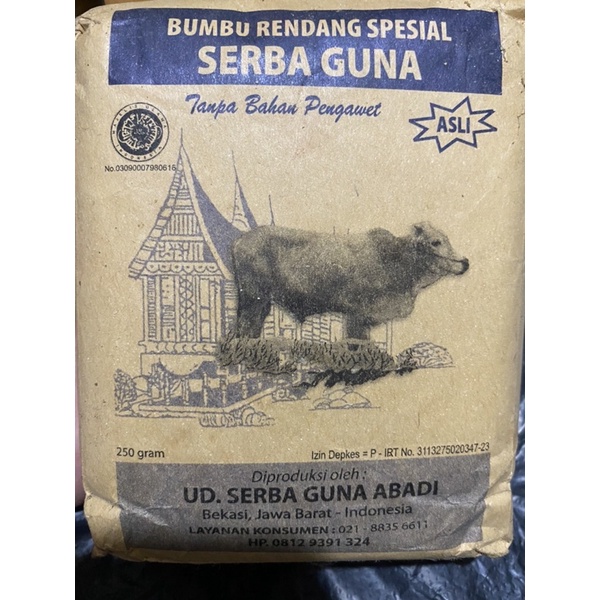 BUMBU RENDANG SPESIAL
SERBA GUNA
Tanpa Bahan Pengawet
ASLI
No.03090007980616
250 gram
Izin Depkes = P - IRT No. 3113275020347-23
Diproduksi oleh :
UD. SERBA GUNA ABADI
Bekasi, Jawa Barat - Indonesia
LAYANAN KONSUMEN : 021 - 8835 6611
HP. 0812 9391 324